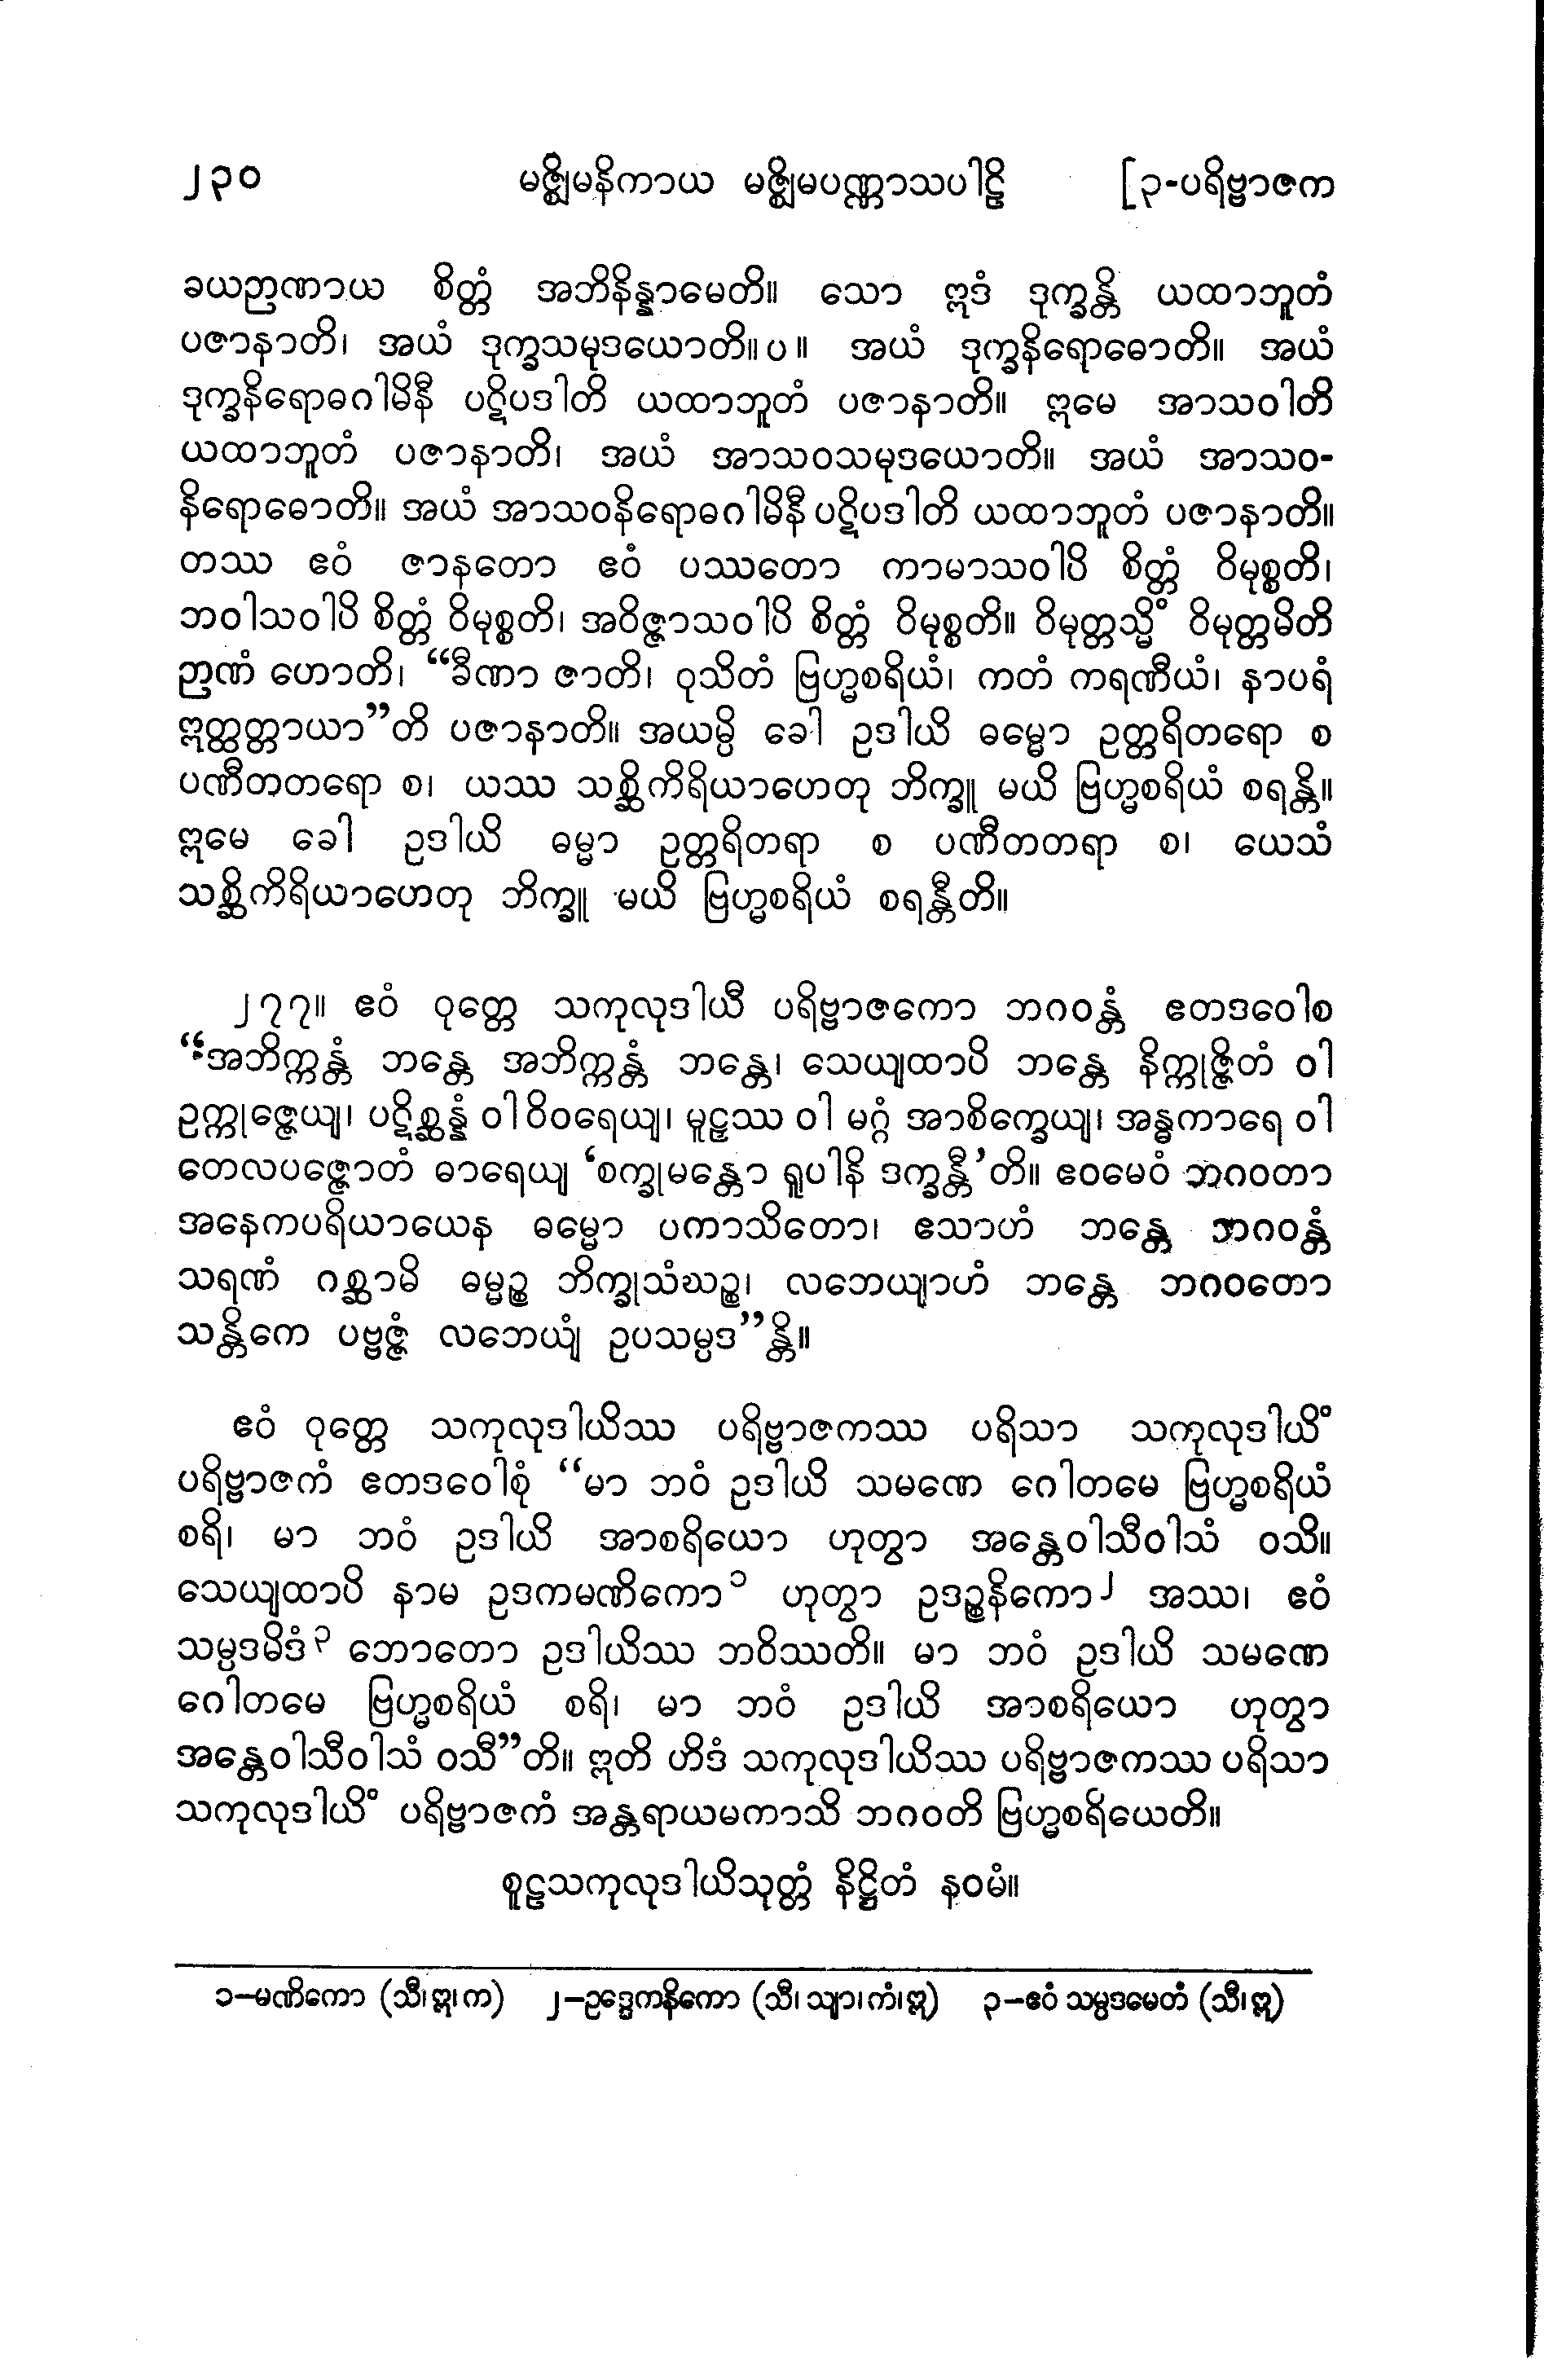 ၂၃၀ မဇ္ဈိမနိကာယ မဇ္ဈိမပဏ္ဏာသပါဠိ [၃-ပရိဗ္ဗာဇက
ခယဉာဏာယ စိတ္တံ အဘိနိန္နာမေတိ။ သော ဣဒံ ဒုက္ခန္တိ ယထာဘူတံ
ပဇာနာတိ၊ အယံ ဒုက္ခသမုဒယောတိ။ပ။ အယံ ဒုက္ခနိရောဓောတိ။ အယံ
ဒုက္ခနိရောဓဂါမိနီ ပဋိပဒါတိ ယထာဘူတံ ပဇာနာတိ။ ဣမေ အာသဝါတိ
ယထာဘူတံ ပဇာနာတိ၊ အယံ အာသဝသမုဒယောတိ။ အယံ အာသဝ-
နိရောဓောတိ။ အယံ အာသဝနိရောဓဂါမိနီ ပဋိပဒါတိ ယထာဘူတံ ပဇာနာတိ။
တဿ ဧဝံ ဇာနတော ဧဝံ ပဿတော ကာမာသဝါပိ စိတ္တံ ဝိမုစ္စတိ၊
ဘဝါသဝါပိ စိတ္တံ ဝိမုစ္စတိ၊ အဝိဇ္ဇာသဝါပိ စိတ္တံ ဝိမုစ္စတိ။ ဝိမုတ္တသ္မိံ ဝိမုတ္တမိတိ
ဉာဏံ ဟောတိ၊ “ခီဏာ ဇာတိ၊ ဝုသိတံ ဗြဟ္မစရိယံ၊ ကတံ ကရဏီယံ၊ နာပရံ
ဣတ္ထတ္တာယာ”တိ ပဇာနာတိ။ အယမ္ပိ ခေါ ဥဒါယိ ဓမ္မော ဥတ္တရိတရော စ
ပဏီတတရော စ၊ ယဿ သစ္ဆိကိရိယာဟေတု ဘိက္ခူ မယိ ဗြဟ္မစရိယံ စရန္တိ။
ဣမေ ခေါ ဥဒါယိ ဓမ္မာ ဥတ္တရိတရာ စ ပဏီတတရာ စ၊ ယေသံ
သစ္ဆိကိရိယာဟေတု ဘိက္ခူ မယိ ဗြဟ္မစရိယံ စရန္တီတိ။
၂၇၇။ ဧဝံ ဝုတ္တေ သကုလုဒါယီ ပရိဗ္ဗာဇကော ဘဂဝန္တံ ဧတဒဝေါစ
“အဘိက္ကန္တံ ဘန္တေ အဘိက္ကန္တံ ဘန္တေ၊ သေယျထာပိ ဘန္တေ နိက္ကုဇ္ဇိတံ ဝါ
ဥက္ကုဇ္ဇေယျ၊ ပဋိစ္ဆန္နံ ဝါ ဝိဝရေယျ၊ မူဠှဿ ဝါ မဂ္ဂံ အာစိက္ခေယျ၊ အန္ဓကာရေ ဝါ
တေလပဇ္ဇောတံ ဓာရေယျ ‘စက္ခုမန္တော ရူပါနိ ဒက္ခန္တီ’တိ။ ဧဝမေဝံ ဘဂဝတာ
အနေကပရိယာယေန ဓမ္မော ပကာသိတော၊ ဧသာဟံ ဘန္တေ ဘဂဝန္တံ
သရဏံ ဂစ္ဆာမိ ဓမ္မဉ္စ ဘိက္ခုသံဃဉ္စ၊ လဘေယျာဟံ ဘန္တေ ဘဂဝတော
သန္တိကေ ပဗ္ဗဇ္ဇံ လဘေယျံ ဥပသမ္ပဒ”န္တိ။
ဧဝံ ဝုတ္တေ သကုလုဒါယိဿ ပရိဗ္ဗာဇကဿ ပရိသာ သကုလုဒါယိံ
ပရိဗ္ဗာဇကံ ဧတဒဝေါစုံ “မာ ဘဝံ ဥဒါယိ သမဏေ ဂေါတမေ ဗြဟ္မစရိယံ
စရိ၊ မာ ဘဝံ ဥဒါယိ အာစရိယော ဟုတွာ အန္တေဝါသီဝါသံ ဝသိ။
သေယျထာပိ နာမ ဥဒကမဏိကော၁ ဟုတွာ ဥဒဉ္စနိကော၂ အဿ၊ ဧဝံ
သမ္ပဒမိဒံ၃ ဘောတော ဥဒါယိဿ ဘဝိဿတိ။ မာ ဘဝံ ဥဒါယိ သမဏေ
ဂေါတမေ ဗြဟ္မစရိယံ စရိ၊ မာ ဘဝံ ဥဒါယိ အာစရိယော ဟုတွာ
အန္တေဝါသီဝါသံ ဝသီ”တိ။ ဣတိ ဟိဒံ သကုလုဒါယိဿ ပရိဗ္ဗာဇကဿ ပရိသာ
သကုလုဒါယိံ ပရိဗ္ဗာဇကံ အန္တရာယမကာသိ ဘဂဝတိ ဗြဟ္မစရိယေတိ။
စူဠသကုလုဒါယိသုတ္တံ နိဋ္ဌိတံ နဝမံ။
၁–မဏိကော (သီ၊ဣ၊က) ၂–ဥဒ္ဒေကနိကော (သီ၊သျာ၊ကံ၊ဣ) ၃–ဧဝံ သမ္ပဒမေတံ (သီ၊ဣ)